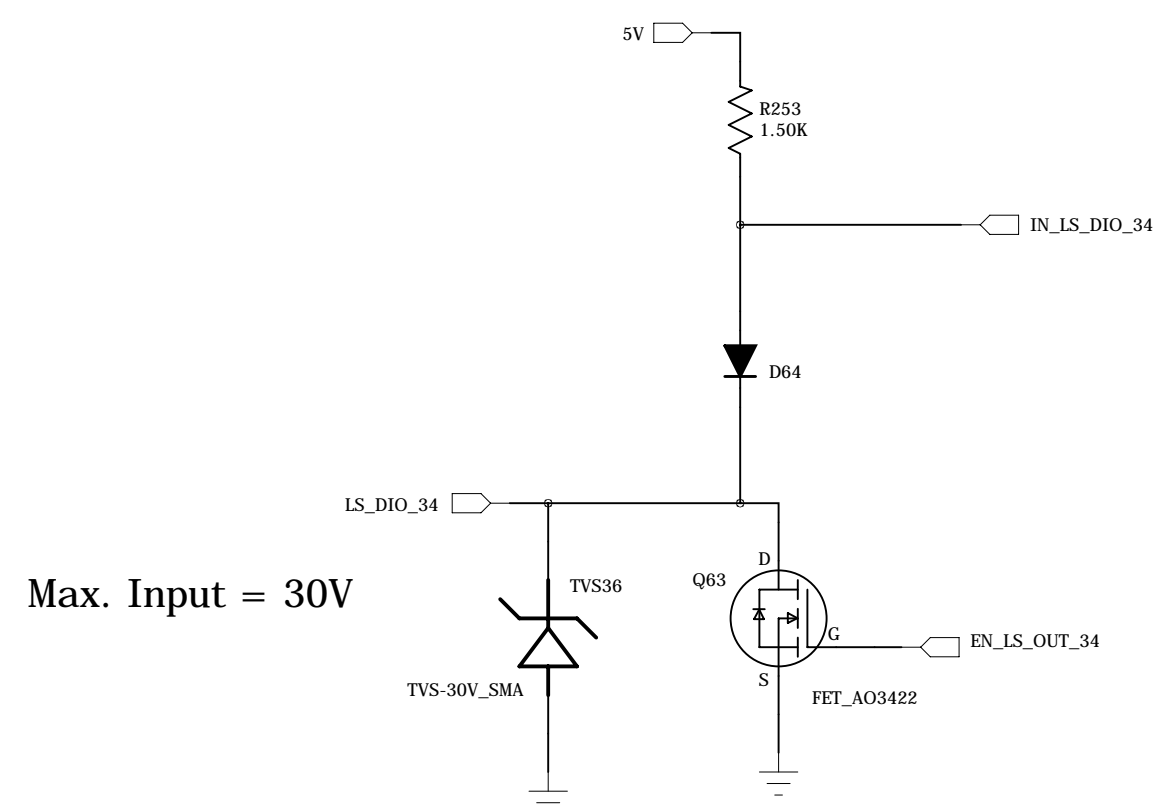 5V
R253
1.50K
IN_LS_DIO_34
D64
LS_DIO_34
D
Q63
TVS36
Max. Input = 30V
G
EN_LS_OUT_34
S
TVS-30V_SMA
FET_AO3422